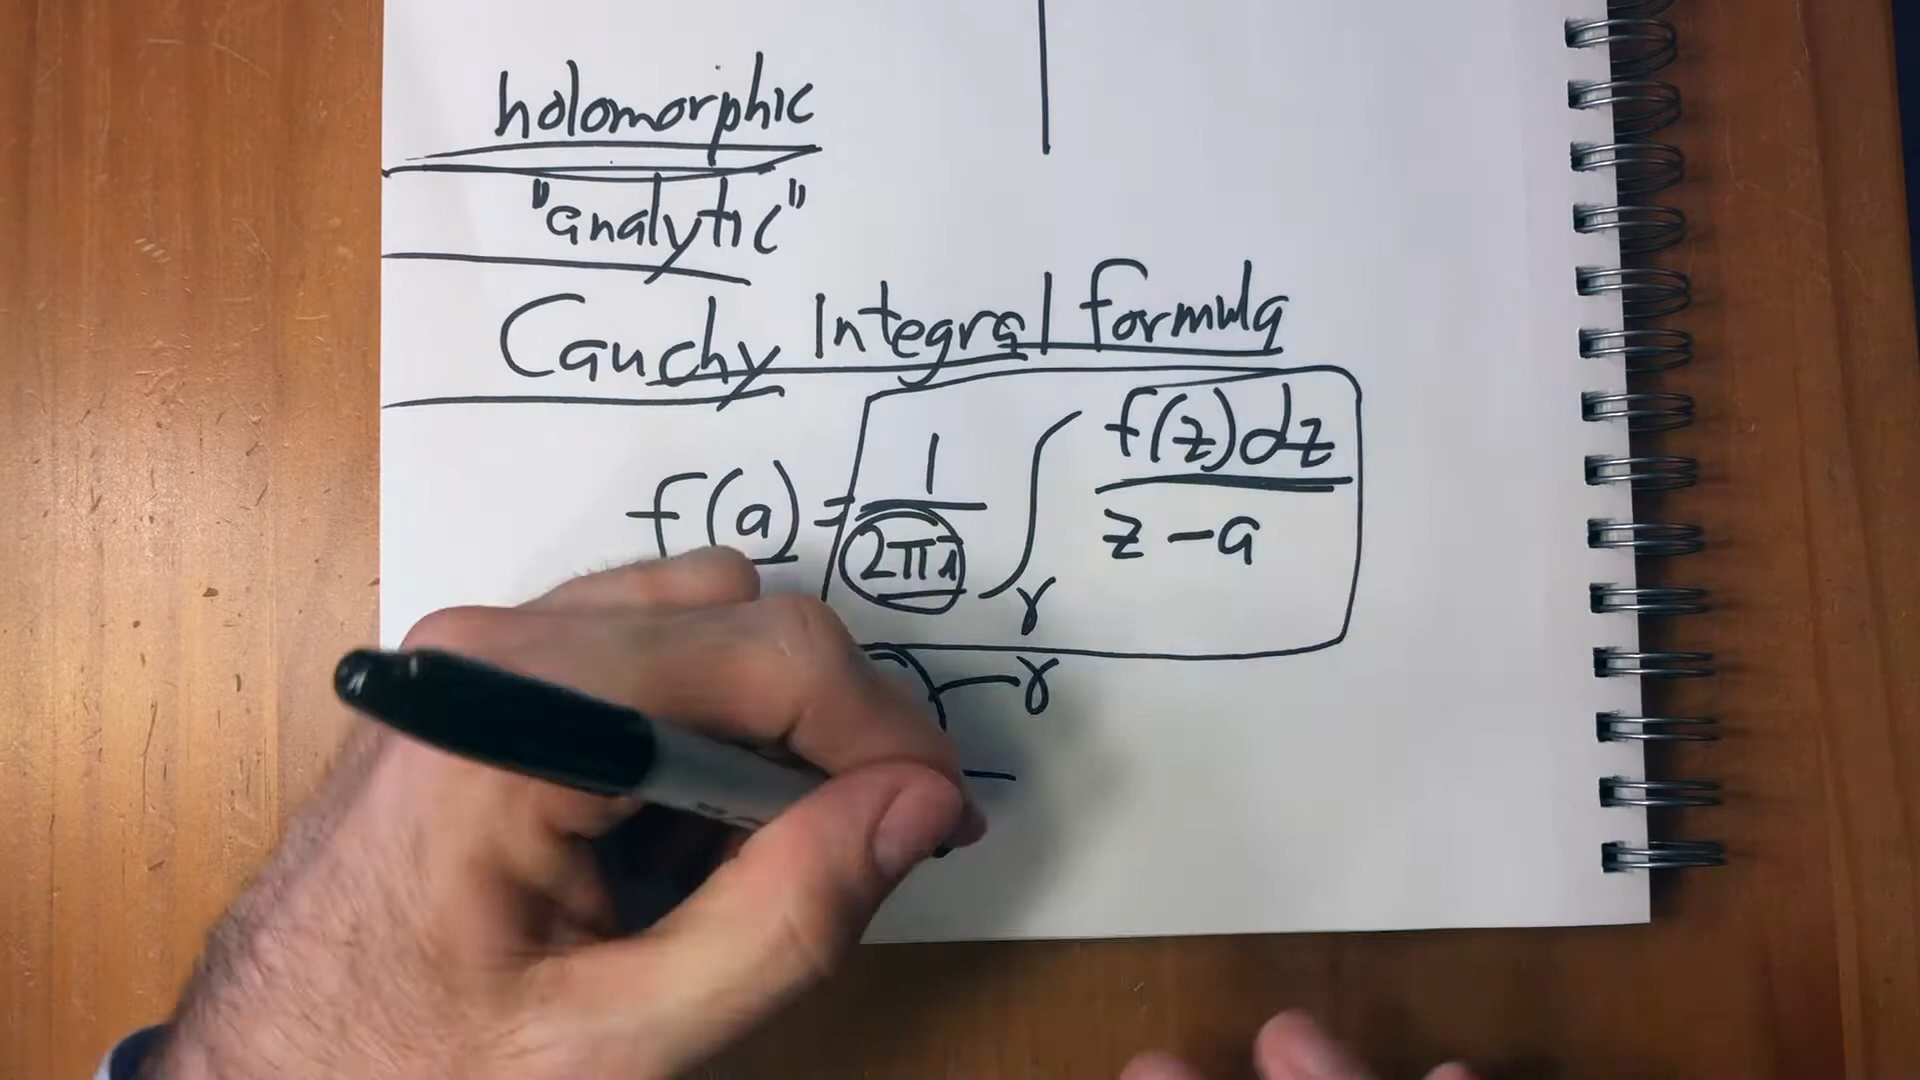 holomorphic
"analytic"
Cauchy Integral formula
f(a) = 1/2πi ∫γ f(z)dz/z-a
γ